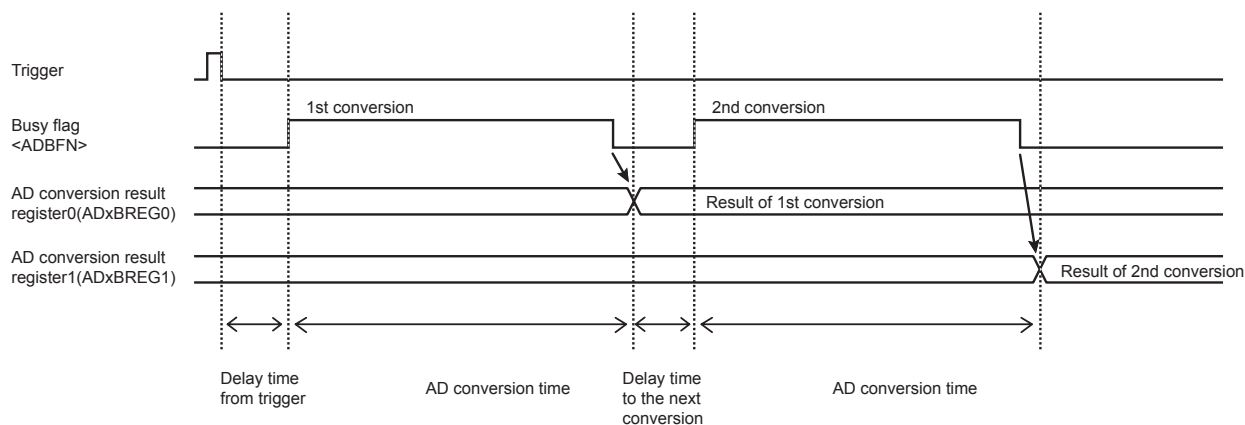 Trigger
1st conversion
2nd conversion
Busy flag
<ADBFN>
AD conversion result
register0(ADxBREG0)
Result of 1st conversion
AD conversion result
register1(ADxBREG1)
Result of 2nd conversion
Delay time
from trigger
AD conversion time
Delay time
to the next
conversion
AD conversion time